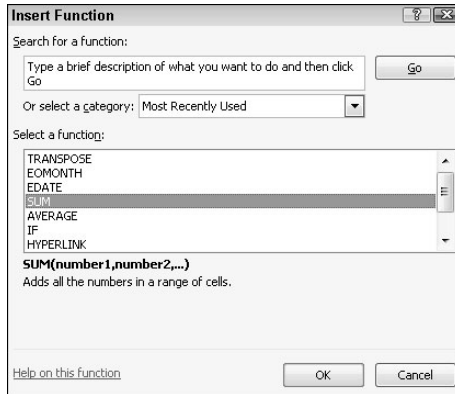 Insert Function
Search for a function:
Type a brief description of what you want to do and then click
Go
Go
Or select a category: Most Recently Used
Select a function:
TRANSPOSE
EOMONTH
EDATE
SUM
AVERAGE
IF
HYPERLINK
SUM(number1,number2,...)
Adds all the numbers in a range of cells.
Help on this function
OK
Cancel